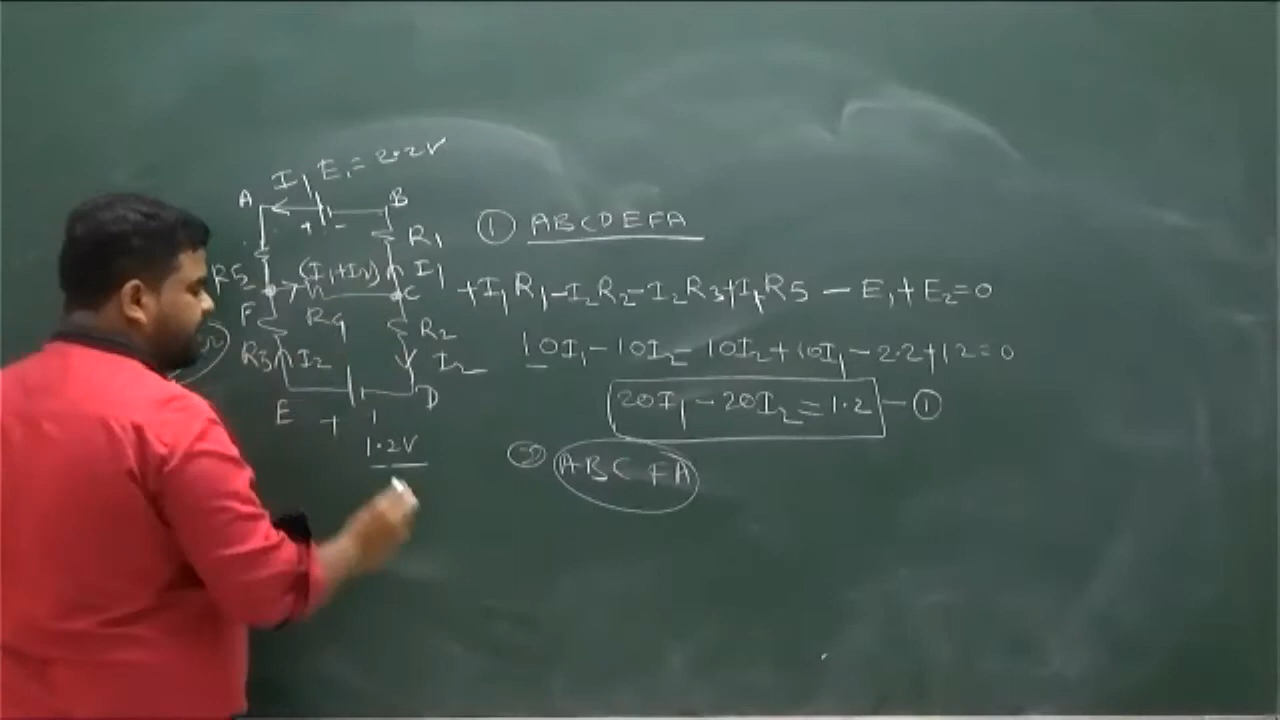 I₁ E₁ = 2.2V
A B
+ -
R₁
R5 (I₁+I₂) I₁
F C
R4 R₂
R3 I₂ I₂
E D
+
1.2V
① ABCDEFA
+I₁R₁-I₂R₂-I₂R3+I₁R5 - E₁+E₂=0
10I₁-10I₂-10I₂+10I₁-2.2+12=0
20I₁-20I₂=1.2 - ①
② ABCFA